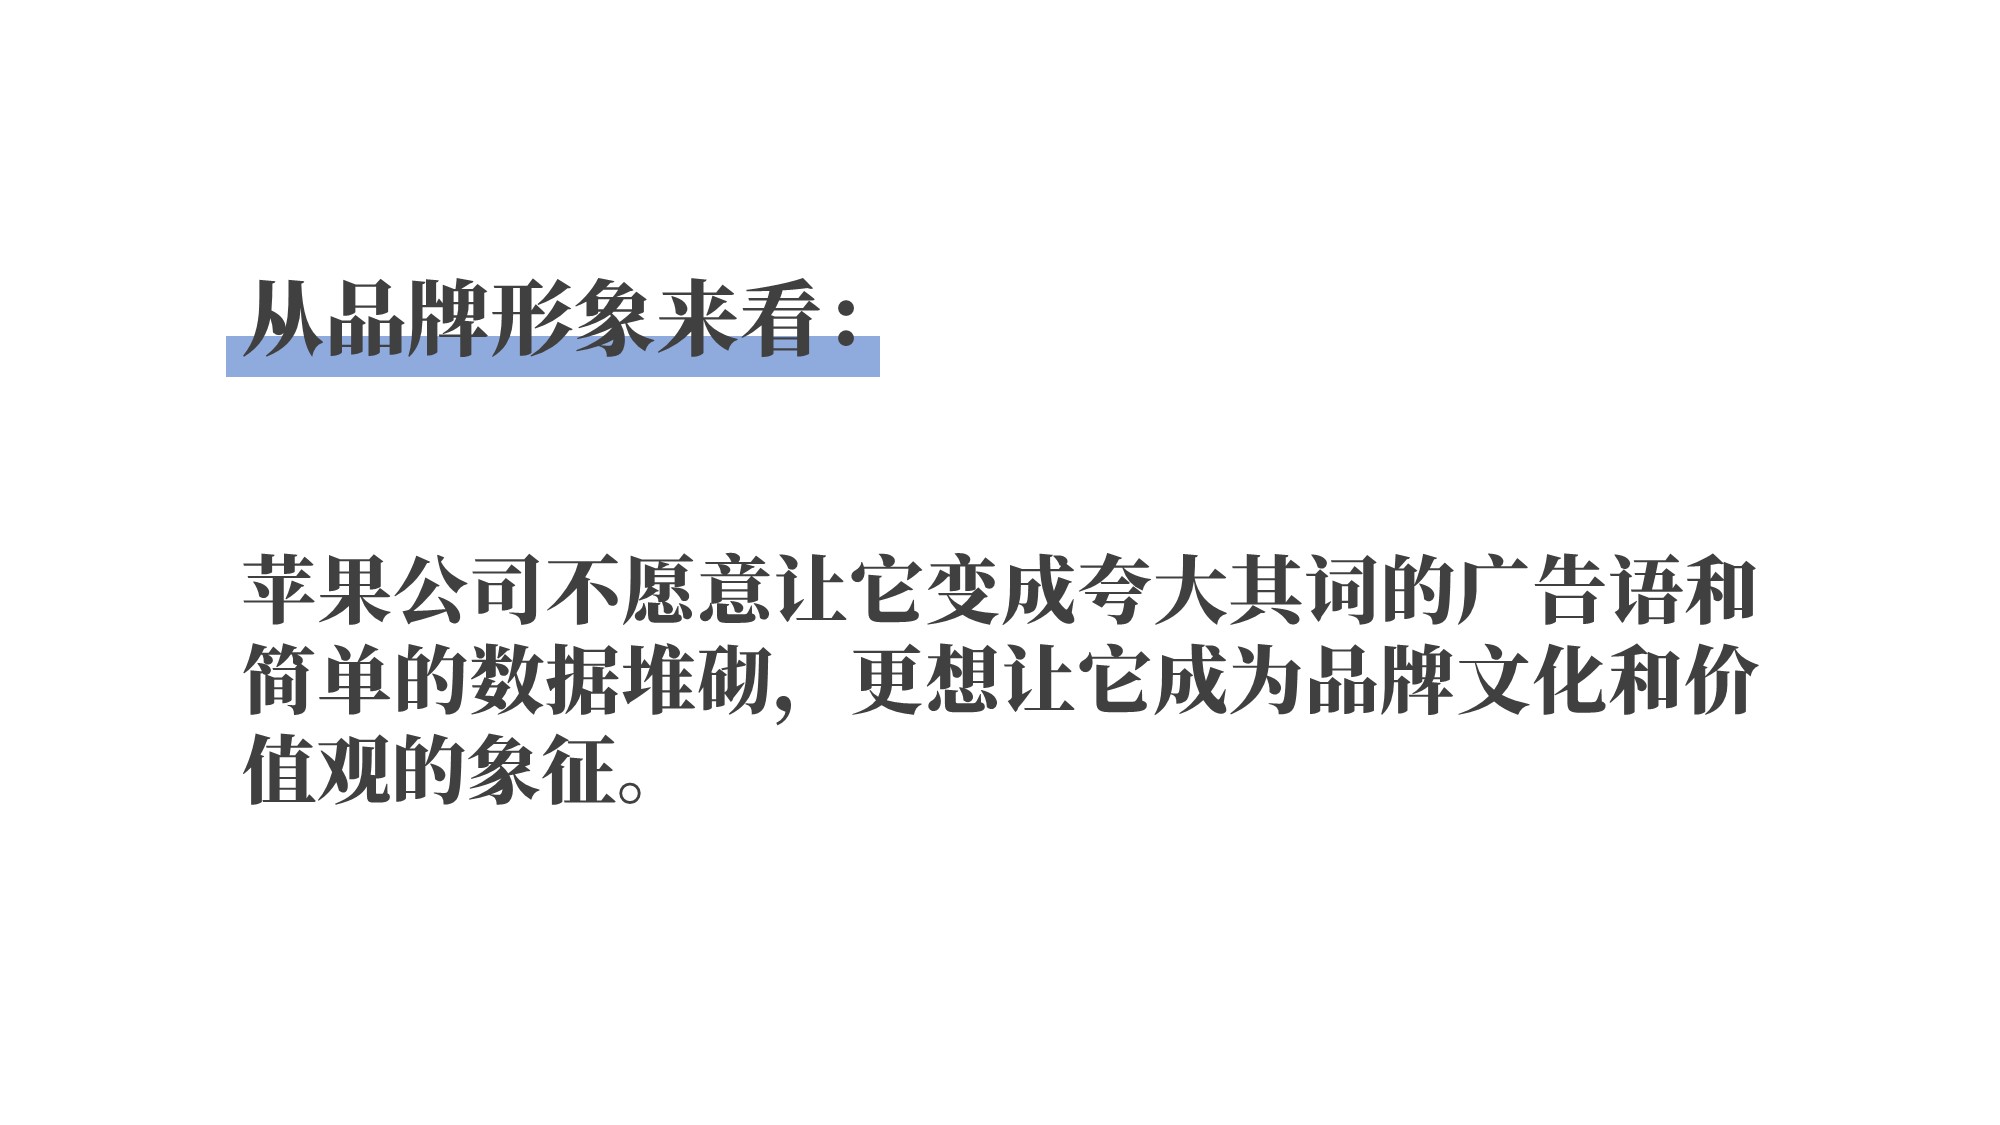 从品牌形象来看：
苹果公司不愿意让它变成夸大其词的广告语和
简单的数据堆砌，更想让它成为品牌文化和价
值观的象征。